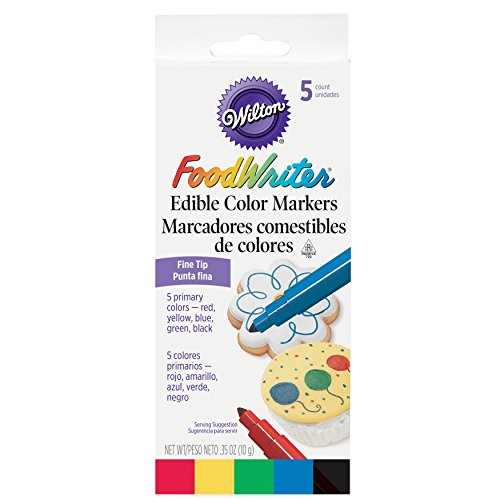 5 count
unidades
Wilton®
FoodWriter®
Edible Color Markers
Marcadores comestibles
de colores
Fine Tip
Punta fina
5 primary
colors — red,
yellow, blue,
green, black
5 colores
primarios —
rojo, amarillo,
azul, verde,
negro
Serving Suggestion
Sugerencia para servir
NET WT/PESO NETO .35 OZ (10 g)